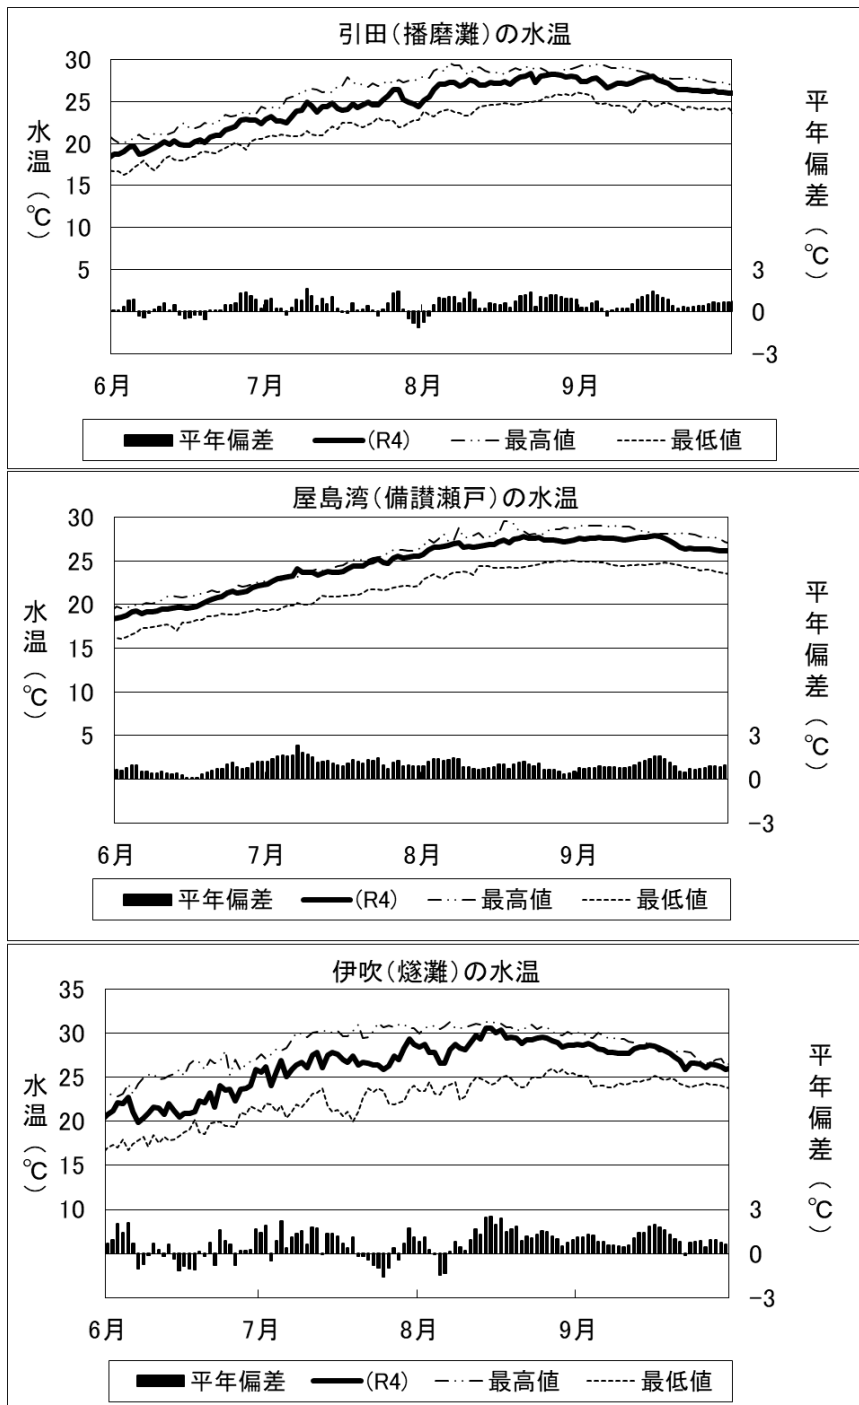 引田（播磨灘）の水温
30
25
20
15
10
5
水温（℃）
3
0
−3
平年偏差（℃）
6月 7月 8月 9月
平年偏差 (R4) 最高値 最低値
屋島湾（備讃瀬戸）の水温
30
25
20
15
10
5
水温（℃）
3
0
−3
平年偏差（℃）
6月 7月 8月 9月
平年偏差 (R4) 最高値 最低値
伊吹（燧灘）の水温
35
30
25
20
15
10
水温（℃）
3
0
−3
平年偏差（℃）
6月 7月 8月 9月
平年偏差 (R4) 最高値 最低値